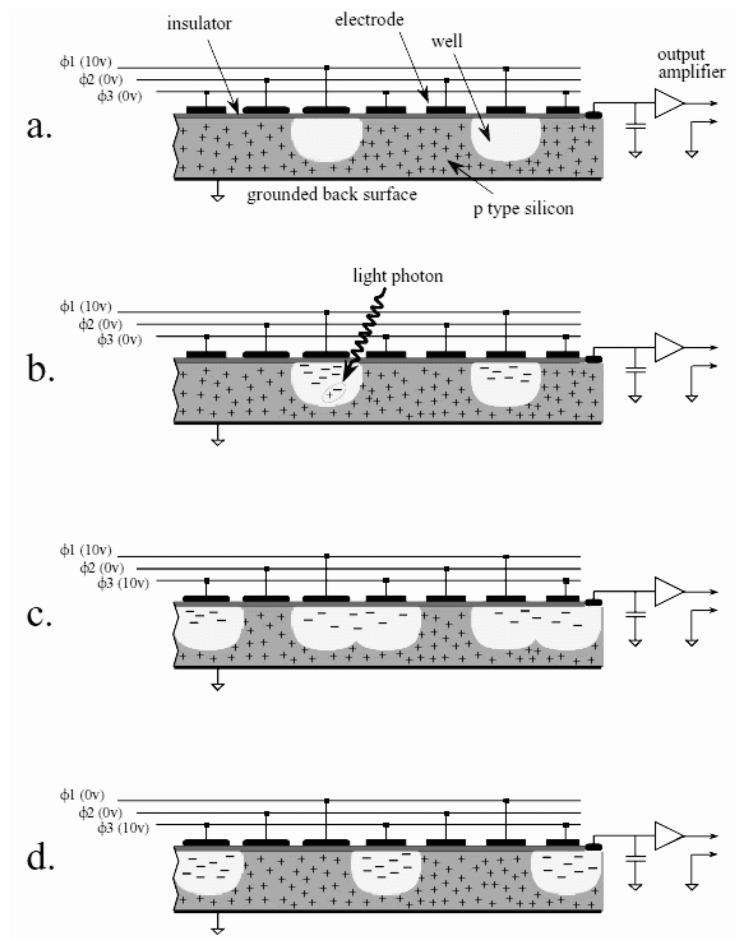 insulator
electrode
well
output
amplifier
ϕ1 (10v)
ϕ2 (0v)
ϕ3 (0v)
a.
grounded back surface
p type silicon
light photon
ϕ1 (10v)
ϕ2 (0v)
ϕ3 (0v)
b.
ϕ1 (10v)
ϕ2 (0v)
ϕ3 (10v)
c.
ϕ1 (0v)
ϕ2 (0v)
ϕ3 (10v)
d.